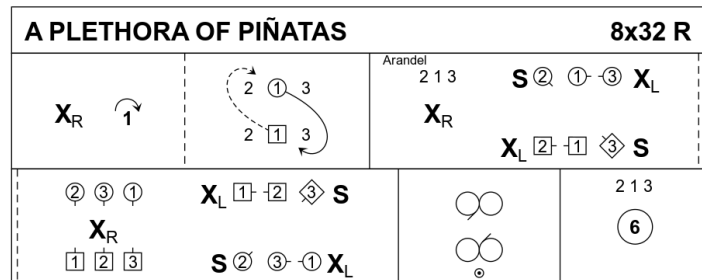 A PLETHORA OF PIÑATAS 8x32 R
X R 1
2 1 3
2 1 3
Arandel
2 1 3
X R
S 2 1 3 X L
X L 2 1 3 S
2 3 1
X R
1 2 3
X L 1 2 3 S
S 2 3 1 X L
2 1 3
6